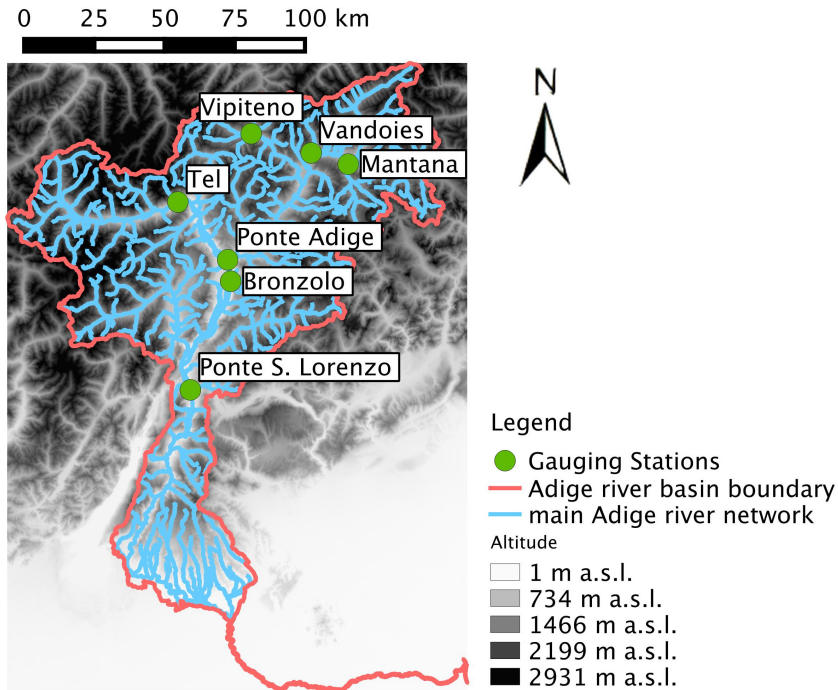 0 25 50 75 100 km
N
Vipiteno
Vandoies
Mantana
Tel
Ponte Adige
Bronzolo
Ponte S. Lorenzo
Legend
Gauging Stations
Adige river basin boundary
main Adige river network
Altitude
1 m a.s.l.
734 m a.s.l.
1466 m a.s.l.
2199 m a.s.l.
2931 m a.s.l.